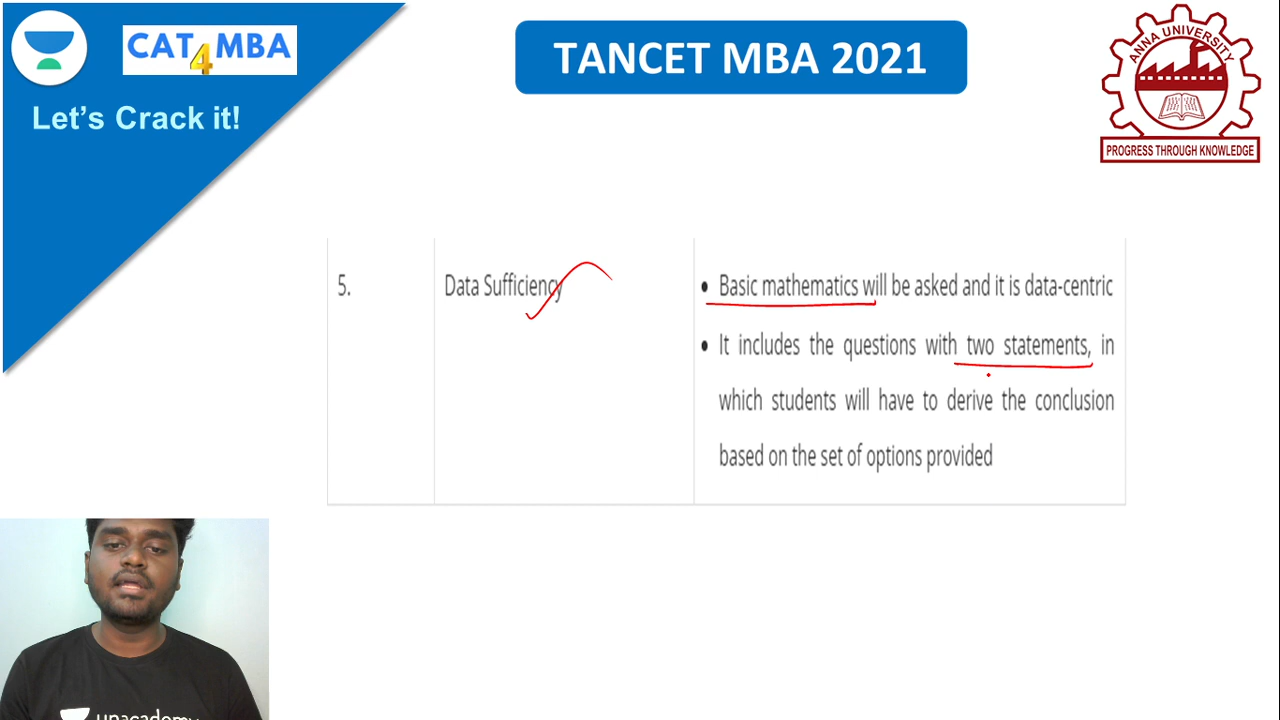 CAT4MBA
Let's Crack it!
TANCET MBA 2021
ANNA UNIVERSITY
PROGRESS THROUGH KNOWLEDGE
5.
Data Sufficiency
• Basic mathematics will be asked and it is data-centric
• It includes the questions with two statements, in
which students will have to derive the conclusion
based on the set of options provided
unacademy